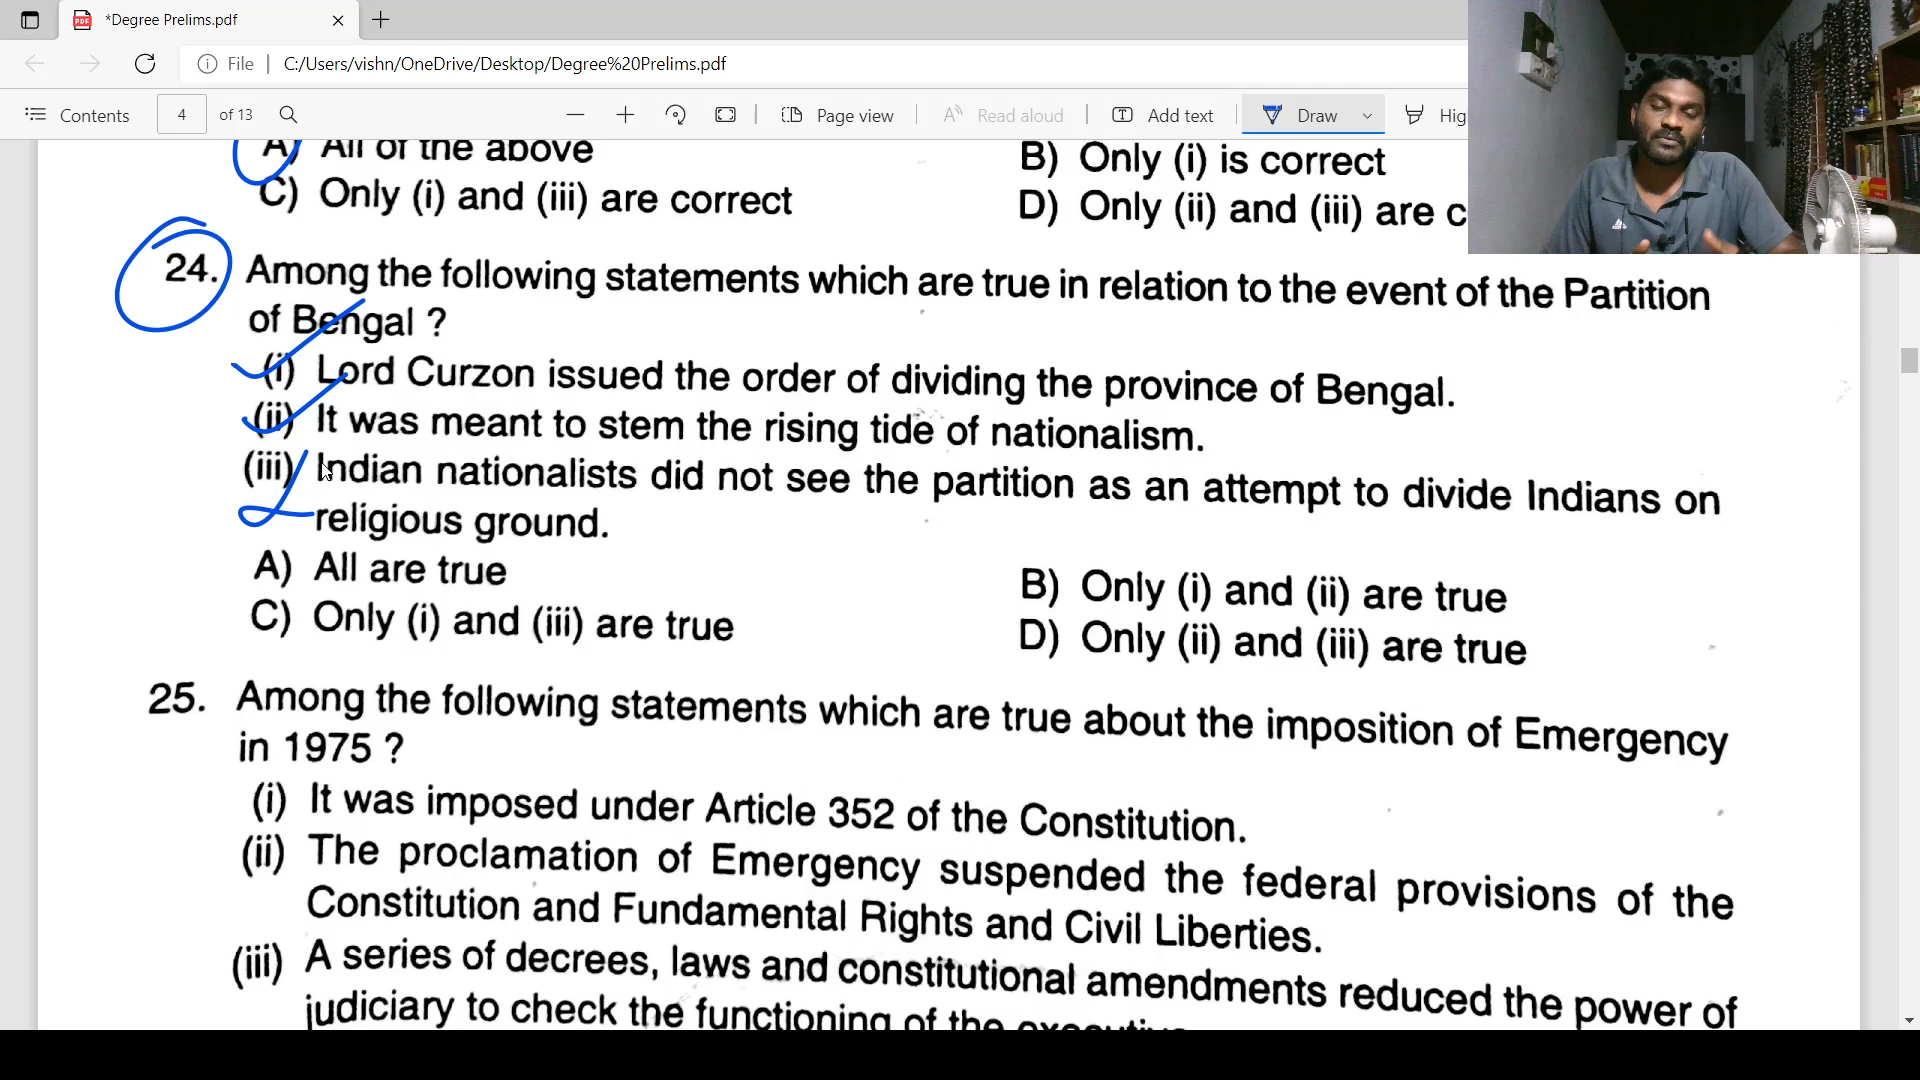 *Degree Prelims.pdf
File C:/Users/vishn/OneDrive/Desktop/Degree%20Prelims.pdf
Contents 4 of 13 Page view Read aloud Add text Draw Hig
A) All of the above B) Only (i) is correct
C) Only (i) and (iii) are correct D) Only (ii) and (iii) are c
24. Among the following statements which are true in relation to the event of the Partition
of Bengal ?
(i) Lord Curzon issued the order of dividing the province of Bengal.
(ii) It was meant to stem the rising tide of nationalism.
(iii) Indian nationalists did not see the partition as an attempt to divide Indians on
religious ground.
A) All are true B) Only (i) and (ii) are true
C) Only (i) and (iii) are true D) Only (ii) and (iii) are true
25. Among the following statements which are true about the imposition of Emergency
in 1975 ?
(i) It was imposed under Article 352 of the Constitution.
(ii) The proclamation of Emergency suspended the federal provisions of the
Constitution and Fundamental Rights and Civil Liberties.
(iii) A series of decrees, laws and constitutional amendments reduced the power of
judiciary to check the functioning of the